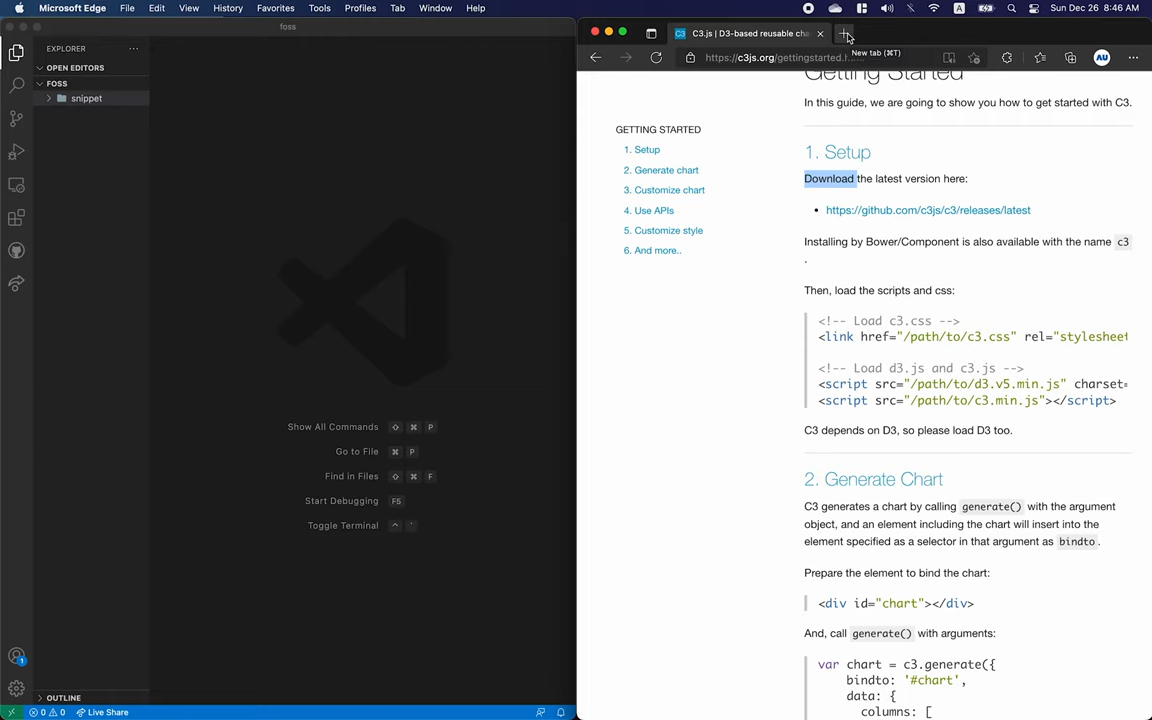 Microsoft Edge File Edit View History Favorites Tools Profiles Tab Window Help A Sun Dec 26 8:46 AM
foss
EXPLORER
OPEN EDITORS
FOSS
snippet
Show All Commands ⇧ ⌘ P
Go to File ⌘ P
Find in Files ⇧ ⌘ F
Start Debugging F5
Toggle Terminal ^ `
1
OUTLINE
0 0 Live Share
C3 C3.js | D3-based reusable cha
New tab (⌘T)
https://c3js.org/gettingstarted.h
AU
Getting Started
In this guide, we are going to show you how to get started with C3.
GETTING STARTED
1. Setup
2. Generate chart
3. Customize chart
4. Use APIs
5. Customize style
6. And more..
1. Setup
Download the latest version here:
• https://github.com/c3js/c3/releases/latest
Installing by Bower/Component is also available with the name c3
.
Then, load the scripts and css:
<!-- Load c3.css -->
<link href="/path/to/c3.css" rel="stylesheet
<!-- Load d3.js and c3.js -->
<script src="/path/to/d3.v5.min.js" charset=
<script src="/path/to/c3.min.js"></script>
C3 depends on D3, so please load D3 too.
2. Generate Chart
C3 generates a chart by calling generate() with the argument
object, and an element including the chart will insert into the
element specified as a selector in that argument as bindto .
Prepare the element to bind the chart:
<div id="chart"></div>
And, call generate() with arguments:
var chart = c3.generate({
bindto: '#chart',
data: {
columns: [